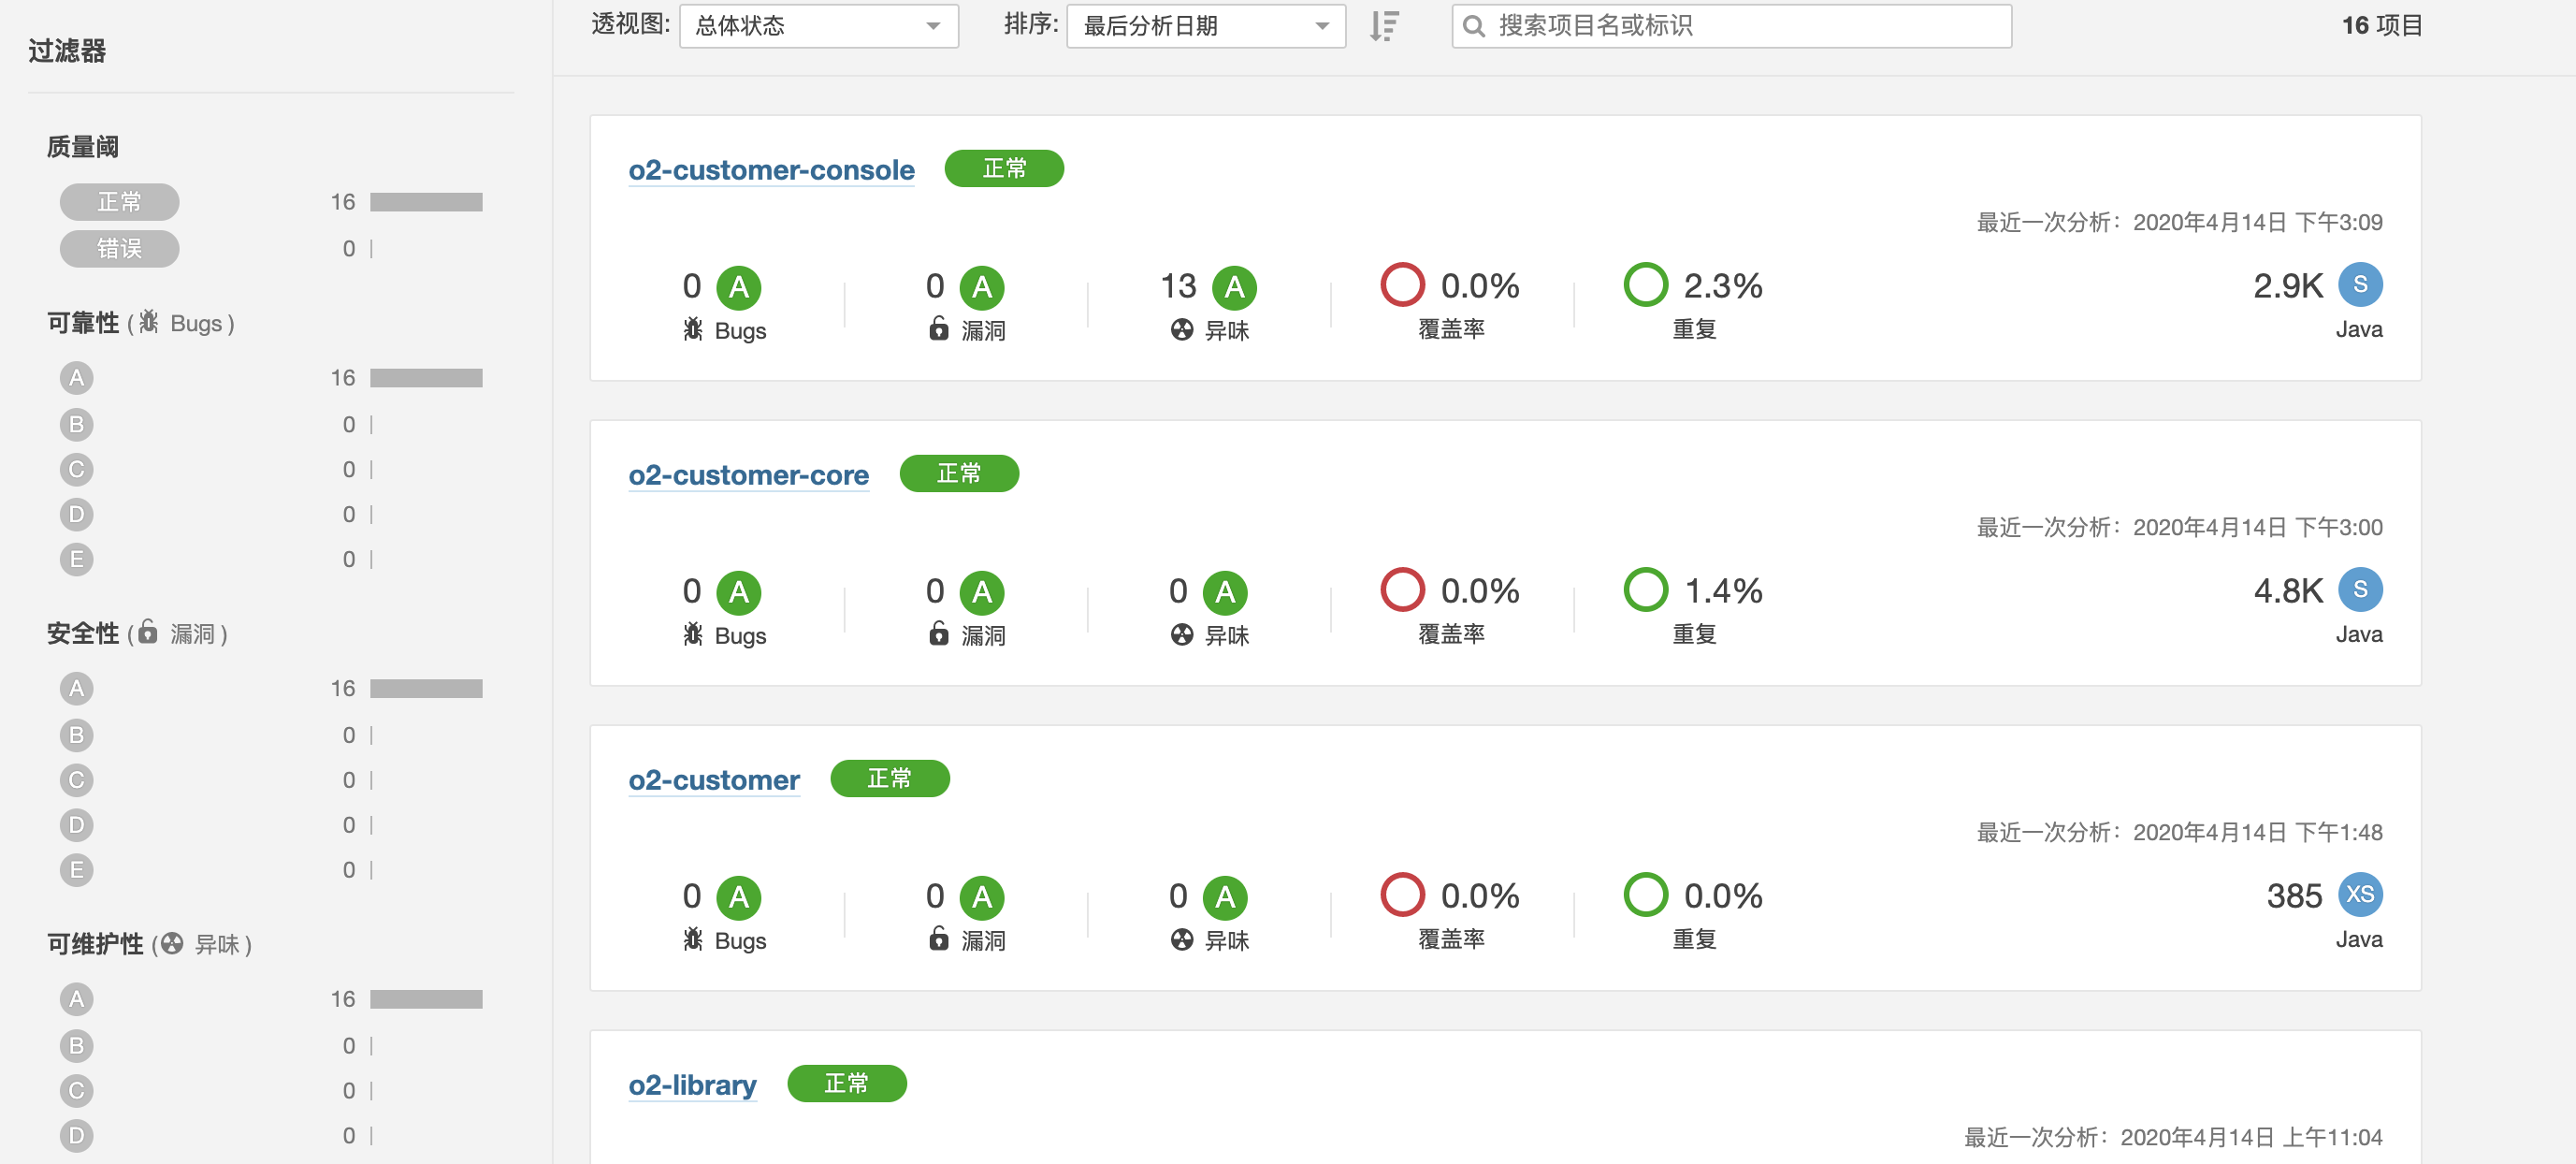 过滤器
质量阈
正常 16
错误 0
可靠性 ( Bugs )
A 16
B 0
C 0
D 0
E 0
安全性 ( 漏洞 )
A 16
B 0
C 0
D 0
E 0
可维护性 ( 异味 )
A 16
B 0
C 0
D 0
透视图: 总体状态 排序: 最后分析日期 搜索项目名或标识 16 项目
o2-customer-console 正常
最近一次分析：2020年4月14日 下午3:09
0 A 0 A 13 A 0.0% 2.3% 2.9K S
Bugs 漏洞 异味 覆盖率 重复 Java
o2-customer-core 正常
最近一次分析：2020年4月14日 下午3:00
0 A 0 A 0 A 0.0% 1.4% 4.8K S
Bugs 漏洞 异味 覆盖率 重复 Java
o2-customer 正常
最近一次分析：2020年4月14日 下午1:48
0 A 0 A 0 A 0.0% 0.0% 385 XS
Bugs 漏洞 异味 覆盖率 重复 Java
o2-library 正常
最近一次分析：2020年4月14日 上午11:04